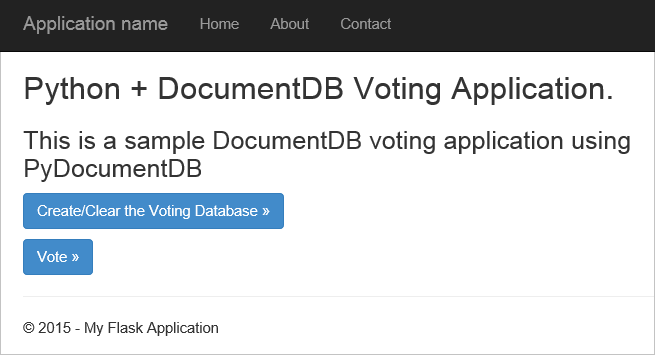 Application name Home About Contact
Python + DocumentDB Voting Application.
This is a sample DocumentDB voting application using
PyDocumentDB
Create/Clear the Voting Database »
Vote »
© 2015 - My Flask Application